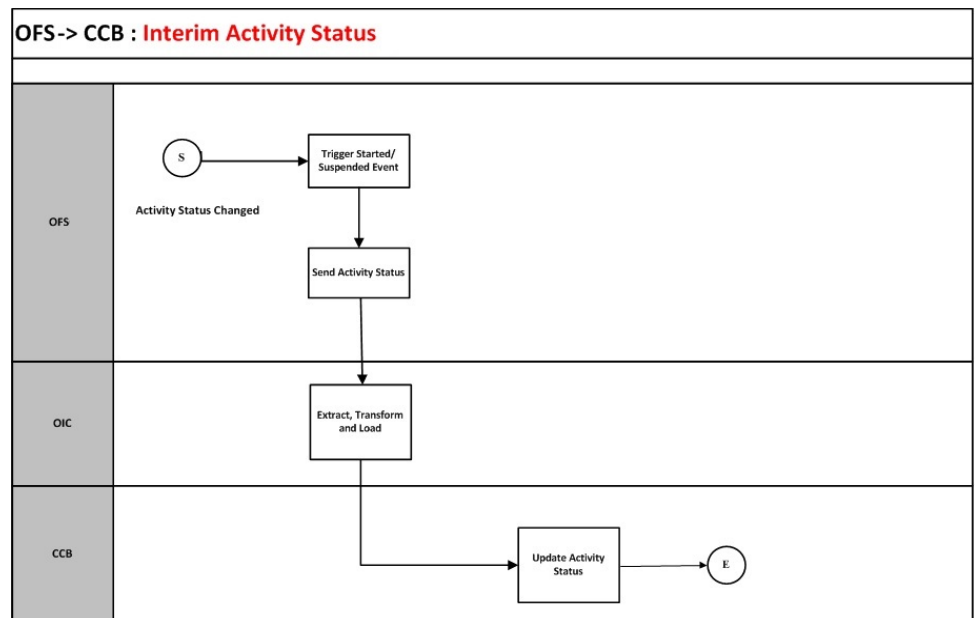 OFS-> CCB : Interim Activity Status
S
Trigger Started/
Suspended Event
Activity Status Changed
OFS
Send Activity Status
Extract, Transform
and Load
OIC
CCB
Update Activity
Status
E